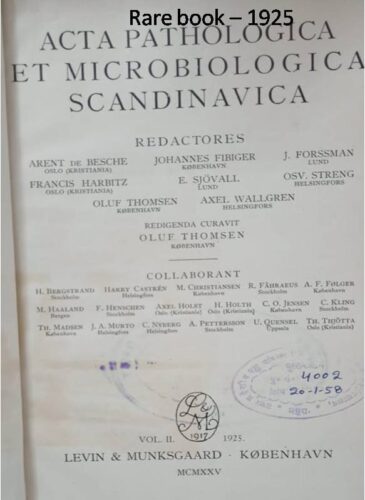 Rare book – 1925
ACTA PATHOLOGICA
ET MICROBIOLOGICA
SCANDINAVICA
REDACTORES
ARENT DE BESCHE JOHANNES FIBIGER J. FORSSMAN
OSLO (KRISTIANIA) KØBENHAVN LUND
FRANCIS HARBITZ E. SJÖVALL OSV. STRENG
OSLO (KRISTIANIA) LUND HELSINGFORS
OLUF THOMSEN AXEL WALLGREN
KØBENHAVN HELSINGFORS
REDIGENDA CURAVIT
OLUF THOMSEN
KØBENHAVN
COLLABORANT
H. BERGSTRAND HARRY CASTRÉN M. CHRISTIANSEN R. FÅHRAEUS A. F. FØLGER
Stockholm Helsingfors København Stockholm København
M. HAALAND F. HENSCHEN AXEL HOLST H. HOLTH C. O. JENSEN C. KLING
Bergen Stockholm Oslo (Kristiania) Oslo (Kristiania) København Stockholm
TH. MADSEN J. A. MURTO C. NYBERG A. PETTERSSON U. QUENSEL TH. THJÖTTA
København Helsingfors Helsingfors Stockholm Uppsala Oslo (Kristiania)
4002
20-1-58
L & M
1917
VOL. II. 1925.
LEVIN & MUNKSGAARD · KØBENHAVN
MCMXXV